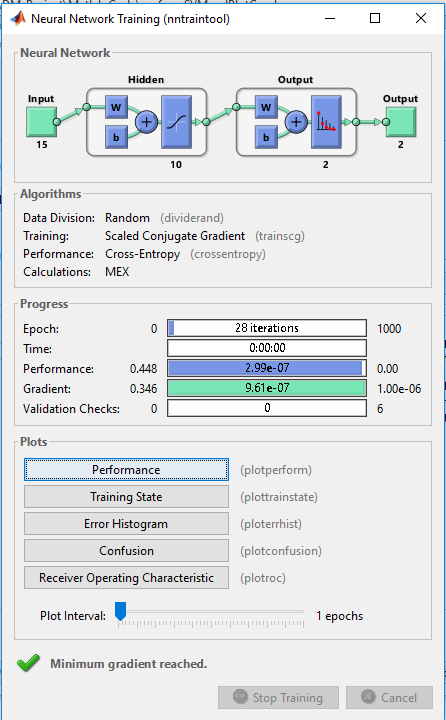 Neural Network Training (nntraintool)
Neural Network
Hidden
Output
Input
W
b
W
b
Output
15
10
2
2
Algorithms
Data Division: Random (dividerand)
Training: Scaled Conjugate Gradient (trainscg)
Performance: Cross-Entropy (crossentropy)
Calculations: MEX
Progress
Epoch: 0 28 iterations 1000
Time: 0:00:00
Performance: 0.448 2.99e-07 0.00
Gradient: 0.346 9.61e-07 1.00e-06
Validation Checks: 0 0 6
Plots
Performance (plotperform)
Training State (plottrainstate)
Error Histogram (ploterrhist)
Confusion (plotconfusion)
Receiver Operating Characteristic (plotroc)
Plot Interval: 1 epochs
Minimum gradient reached.
Stop Training Cancel